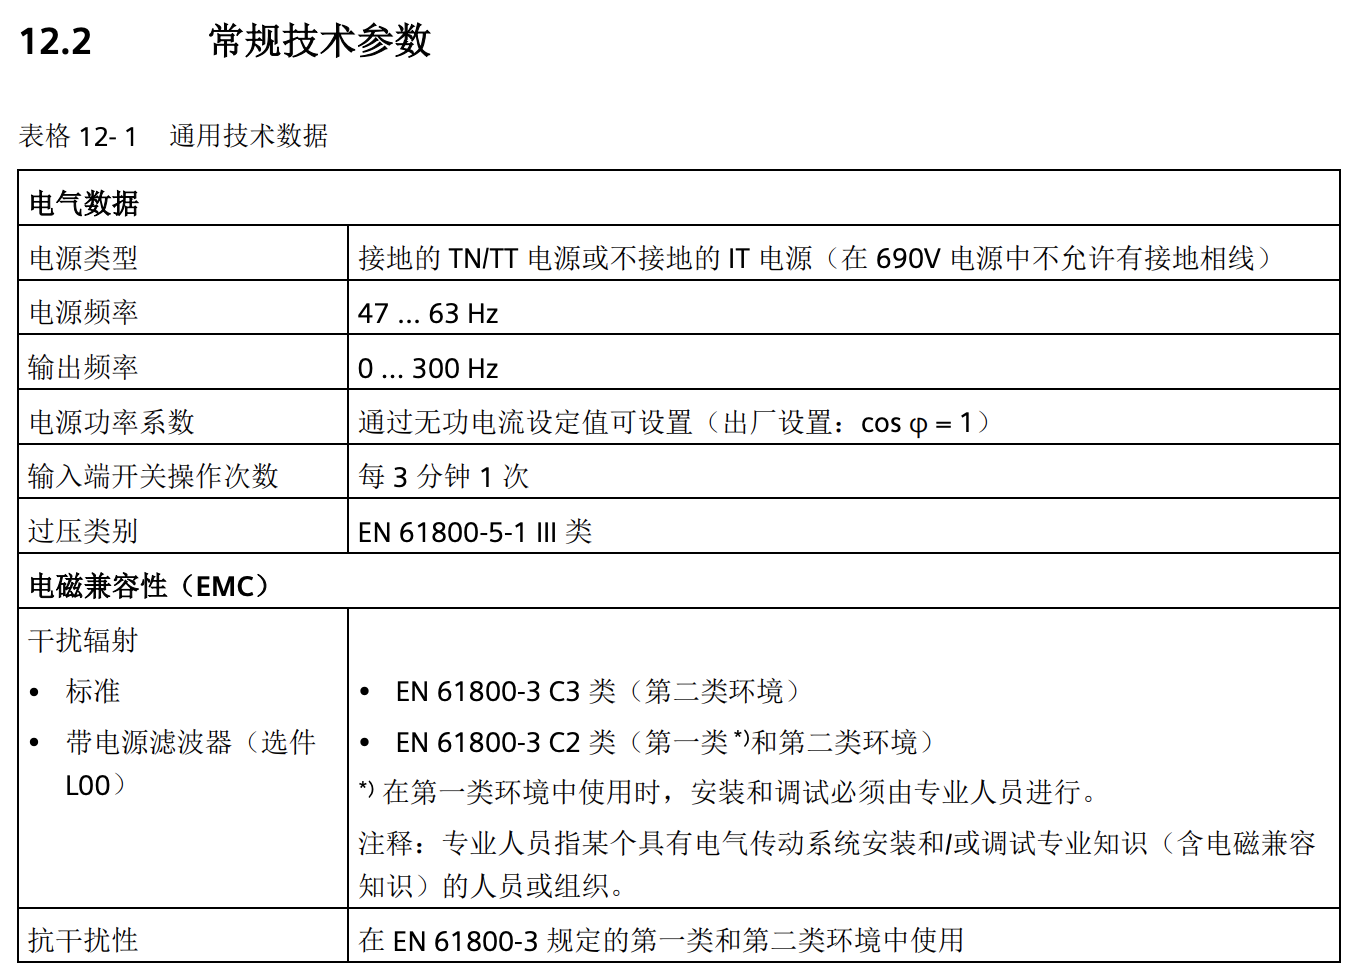 12.2 常规技术参数
表格 12- 1 通用技术数据
电气数据
电源类型 接地的 TN/TT 电源或不接地的 IT 电源（在 690V 电源中不允许有接地相线）
电源频率 47 … 63 Hz
输出频率 0 … 300 Hz
电源功率系数 通过无功电流设定值可设置（出厂设置：cos φ = 1）
输入端开关操作次数 每 3 分钟 1 次
过压类别 EN 61800-5-1 III 类
电磁兼容性（EMC）
干扰辐射
• 标准 • EN 61800-3 C3 类（第二类环境）
• 带电源滤波器（选件 • EN 61800-3 C2 类（第一类 *)和第二类环境）
L00）
*) 在第一类环境中使用时，安装和调试必须由专业人员进行。
注释：专业人员指某个具有电气传动系统安装和/或调试专业知识（含电磁兼容
知识）的人员或组织。
抗干扰性 在 EN 61800-3 规定的第一类和第二类环境中使用